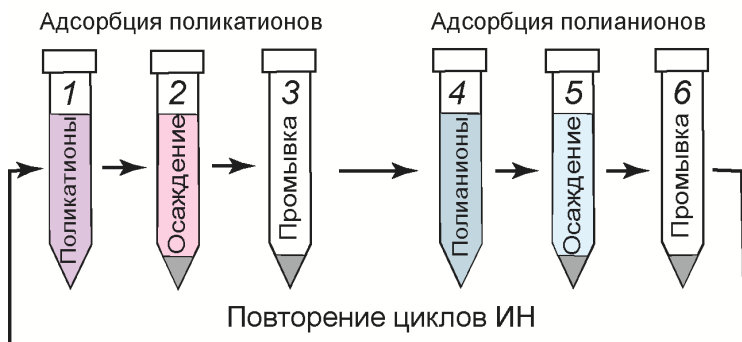 Адсорбция поликатионов
Адсорбция полианионов
1
2
3
4
5
6
Поликатионы
Осаждение
Промывка
Полианионы
Осаждение
Промывка
Повторение циклов ИН